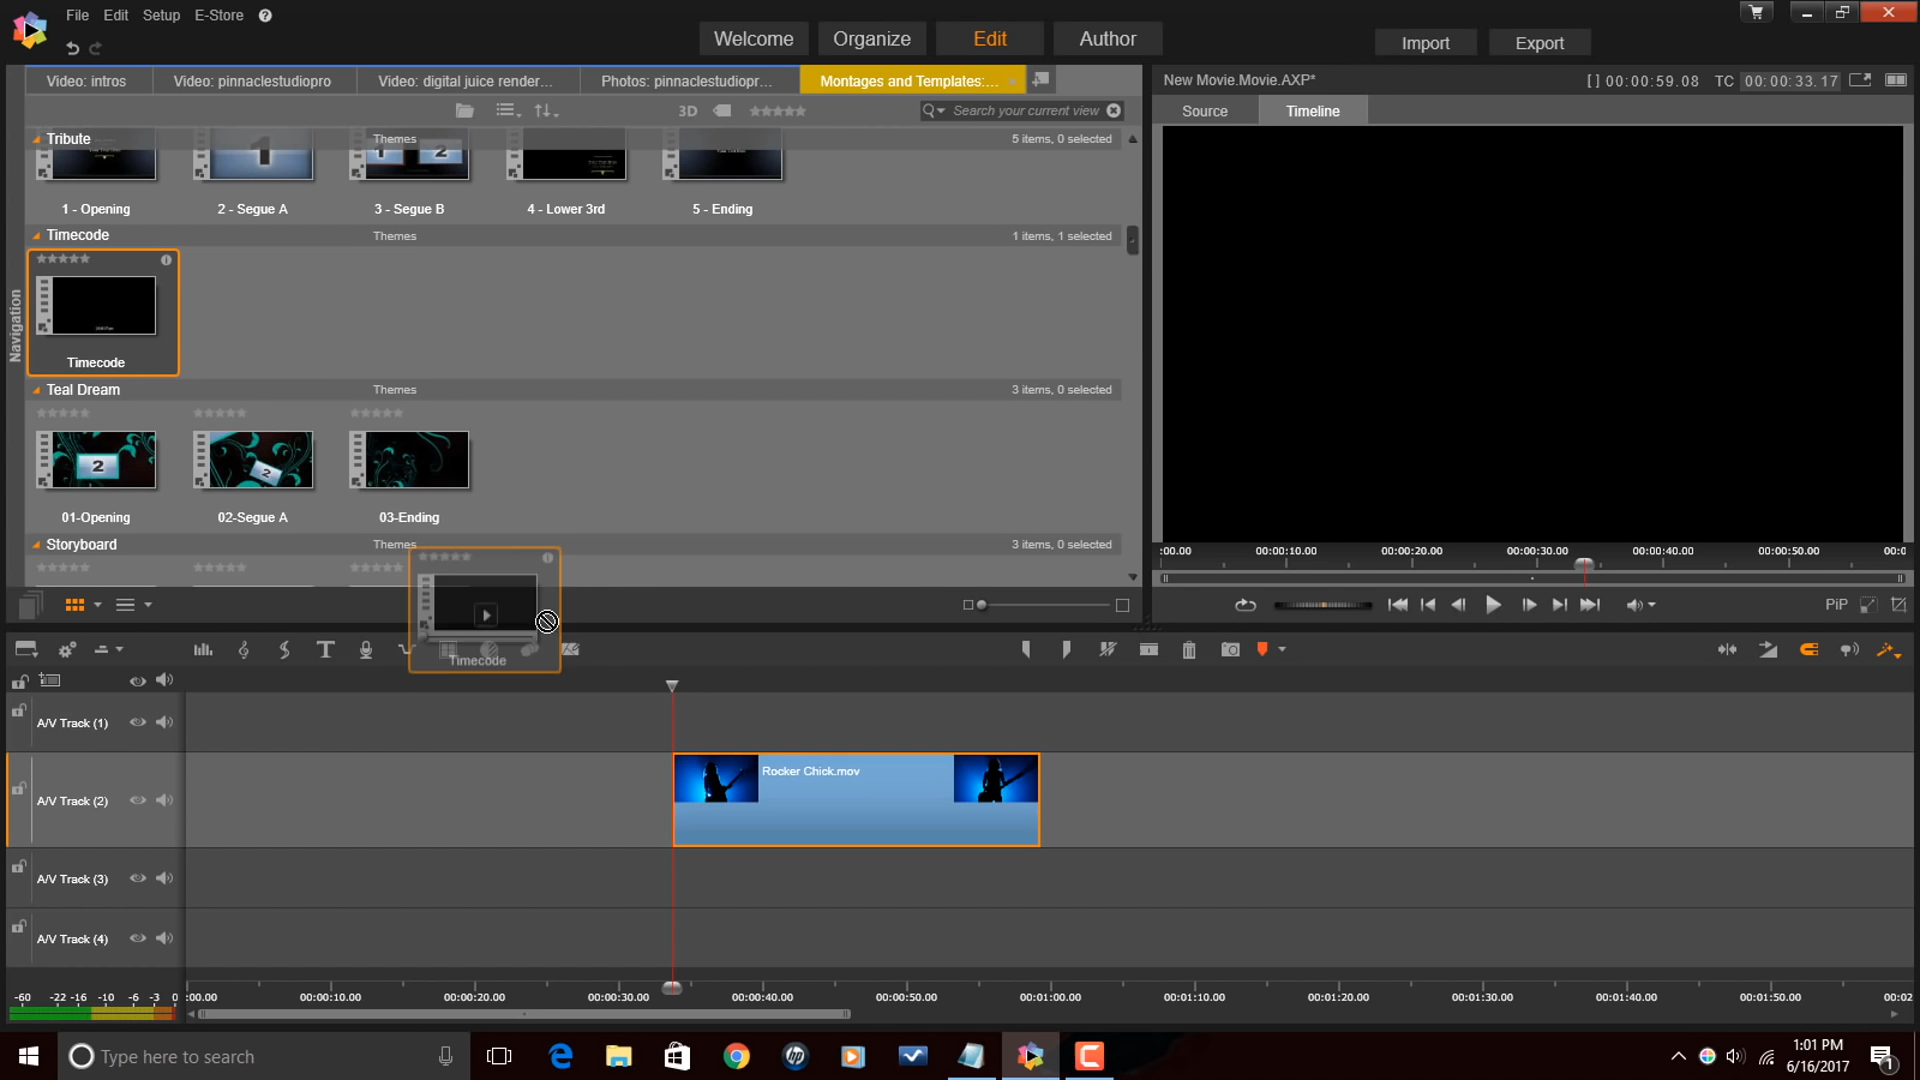 File Edit Setup E-Store ?
Welcome Organize Edit Author
Import Export
Video: intros Video: pinnaclestudiopro Video: digital juice render... Photos: pinnaclestudiopr... Montages and Templates:...
New Movie.Movie.AXP* [] 00:00:59.08 TC 00:00:33.17
3D Search your current view
Source Timeline
Tribute Themes 5 items, 0 selected
1 1 2
1 - Opening 2 - Segue A 3 - Segue B 4 - Lower 3rd 5 - Ending
Timecode Themes 1 items, 1 selected
Timecode
Navigation
Teal Dream Themes 3 items, 0 selected
2 2
01-Opening 02-Segue A 03-Ending
Storyboard Themes 3 items, 0 selected
:00.00 00:00:10.00 00:00:20.00 00:00:30.00 00:00:40.00 00:00:50.00 00:0
PiP
Timecode
A/V Track (1)
A/V Track (2)
Rocker Chick.mov
A/V Track (3)
A/V Track (4)
-60 -22 -16 -10 -6 -3 0 :00.00 00:00:10.00 00:00:20.00 00:00:30.00 00:00:40.00 00:00:50.00 00:01:00.00 00:01:10.00 00:01:20.00 00:01:30.00 00:01:40.00 00:01:50.00 00:02
Type here to search
hp
1:01 PM
6/16/2017
1